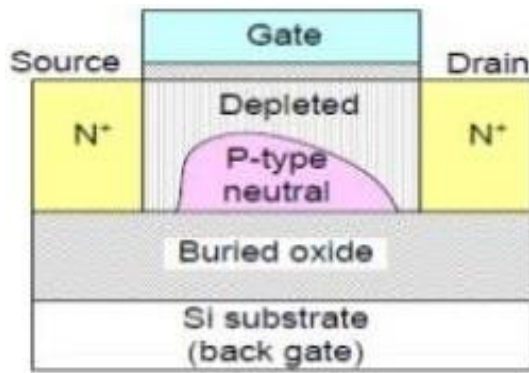 Gate
Source
Drain
Depleted
N⁺
N⁺
P-type
neutral
Buried oxide
Si substrate
(back gate)